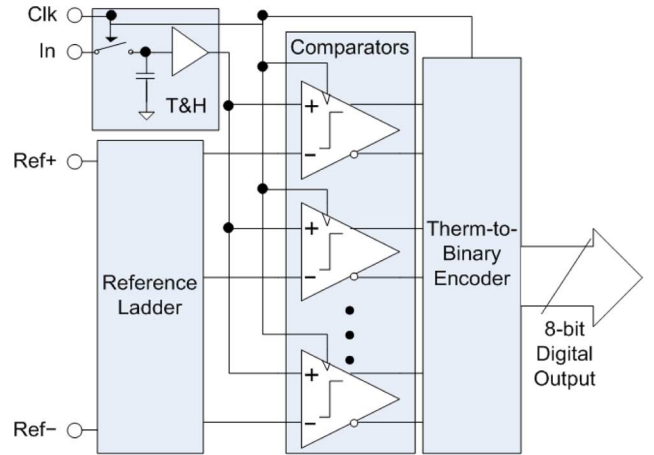 Clk
In
T&H
Comparators
+
−
Ref+
+
−
Reference
Ladder
Therm-to-
Binary
Encoder
8-bit
Digital
Output
+
−
Ref−